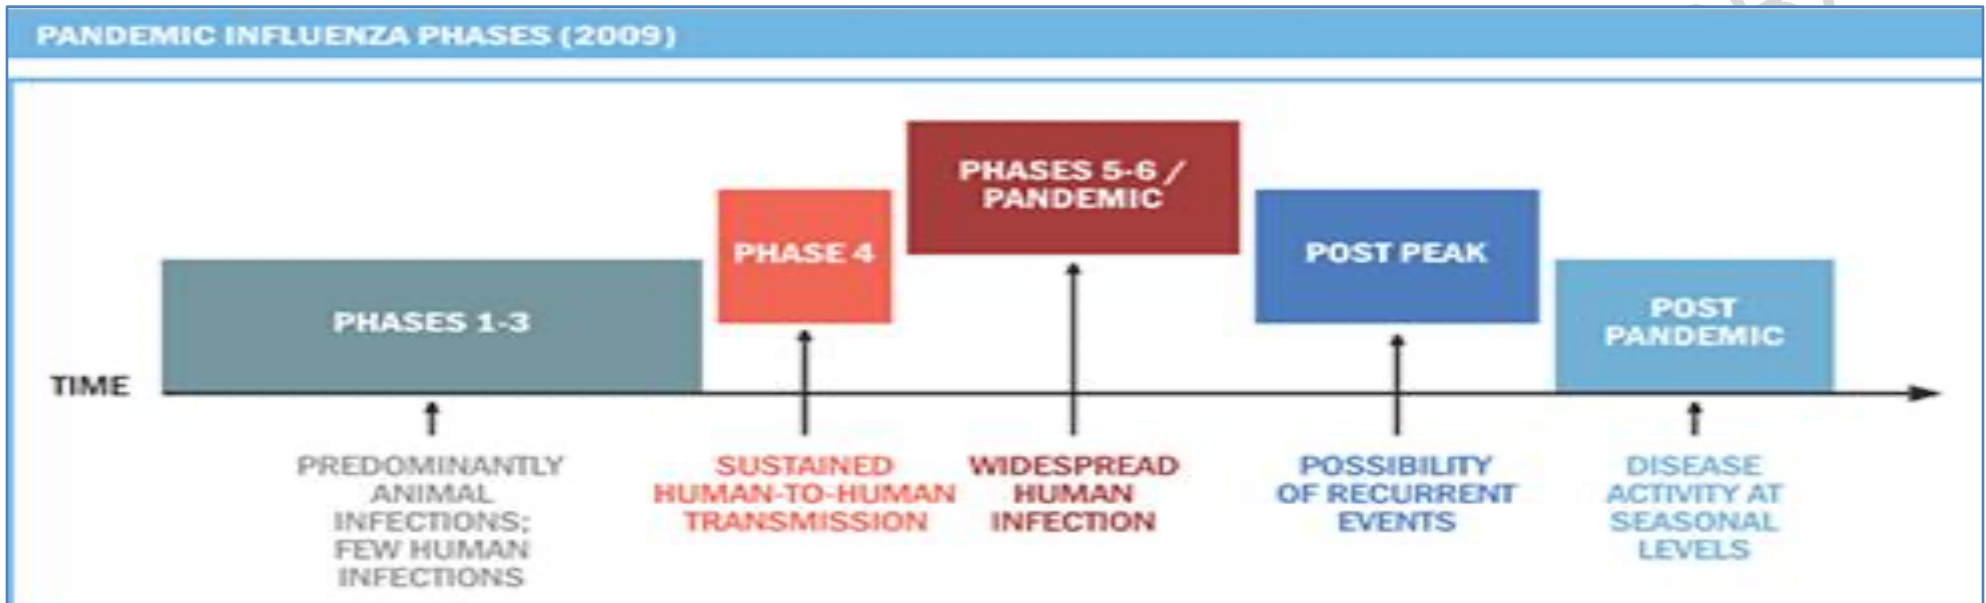 PANDEMIC INFLUENZA PHASES (2009)
PHASES 5-6 /
PANDEMIC
PHASE 4
POST PEAK
PHASES 1-3
POST
PANDEMIC
TIME
PREDOMINANTLY
ANIMAL
INFECTIONS;
FEW HUMAN
INFECTIONS
SUSTAINED
HUMAN-TO-HUMAN
TRANSMISSION
WIDESPREAD
HUMAN
INFECTION
POSSIBILITY
OF RECURRENT
EVENTS
DISEASE
ACTIVITY AT
SEASONAL
LEVELS